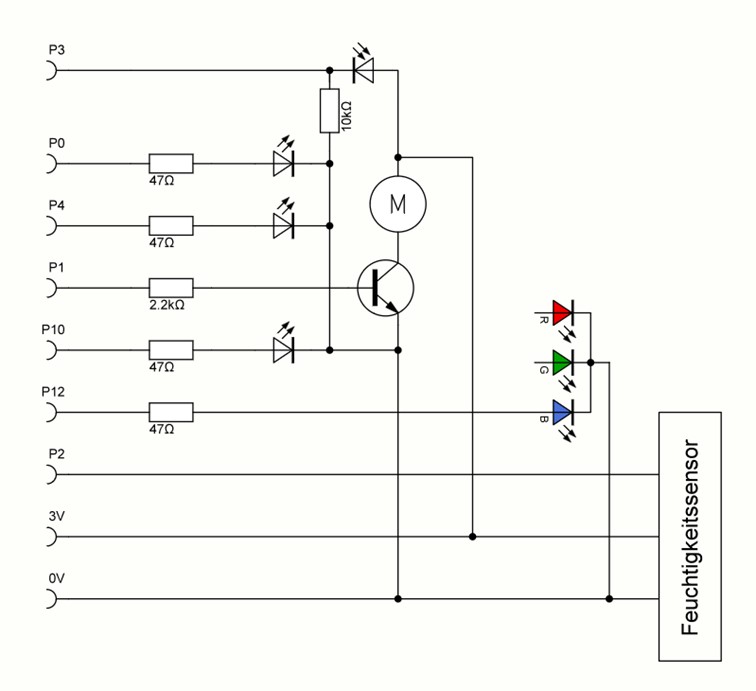 P3
10kΩ
P0
47Ω
P4
47Ω
M
P1
2.2kΩ
R
P10
47Ω
G
P12
47Ω
B
P2
3V
0V
Feuchtigkeitssensor